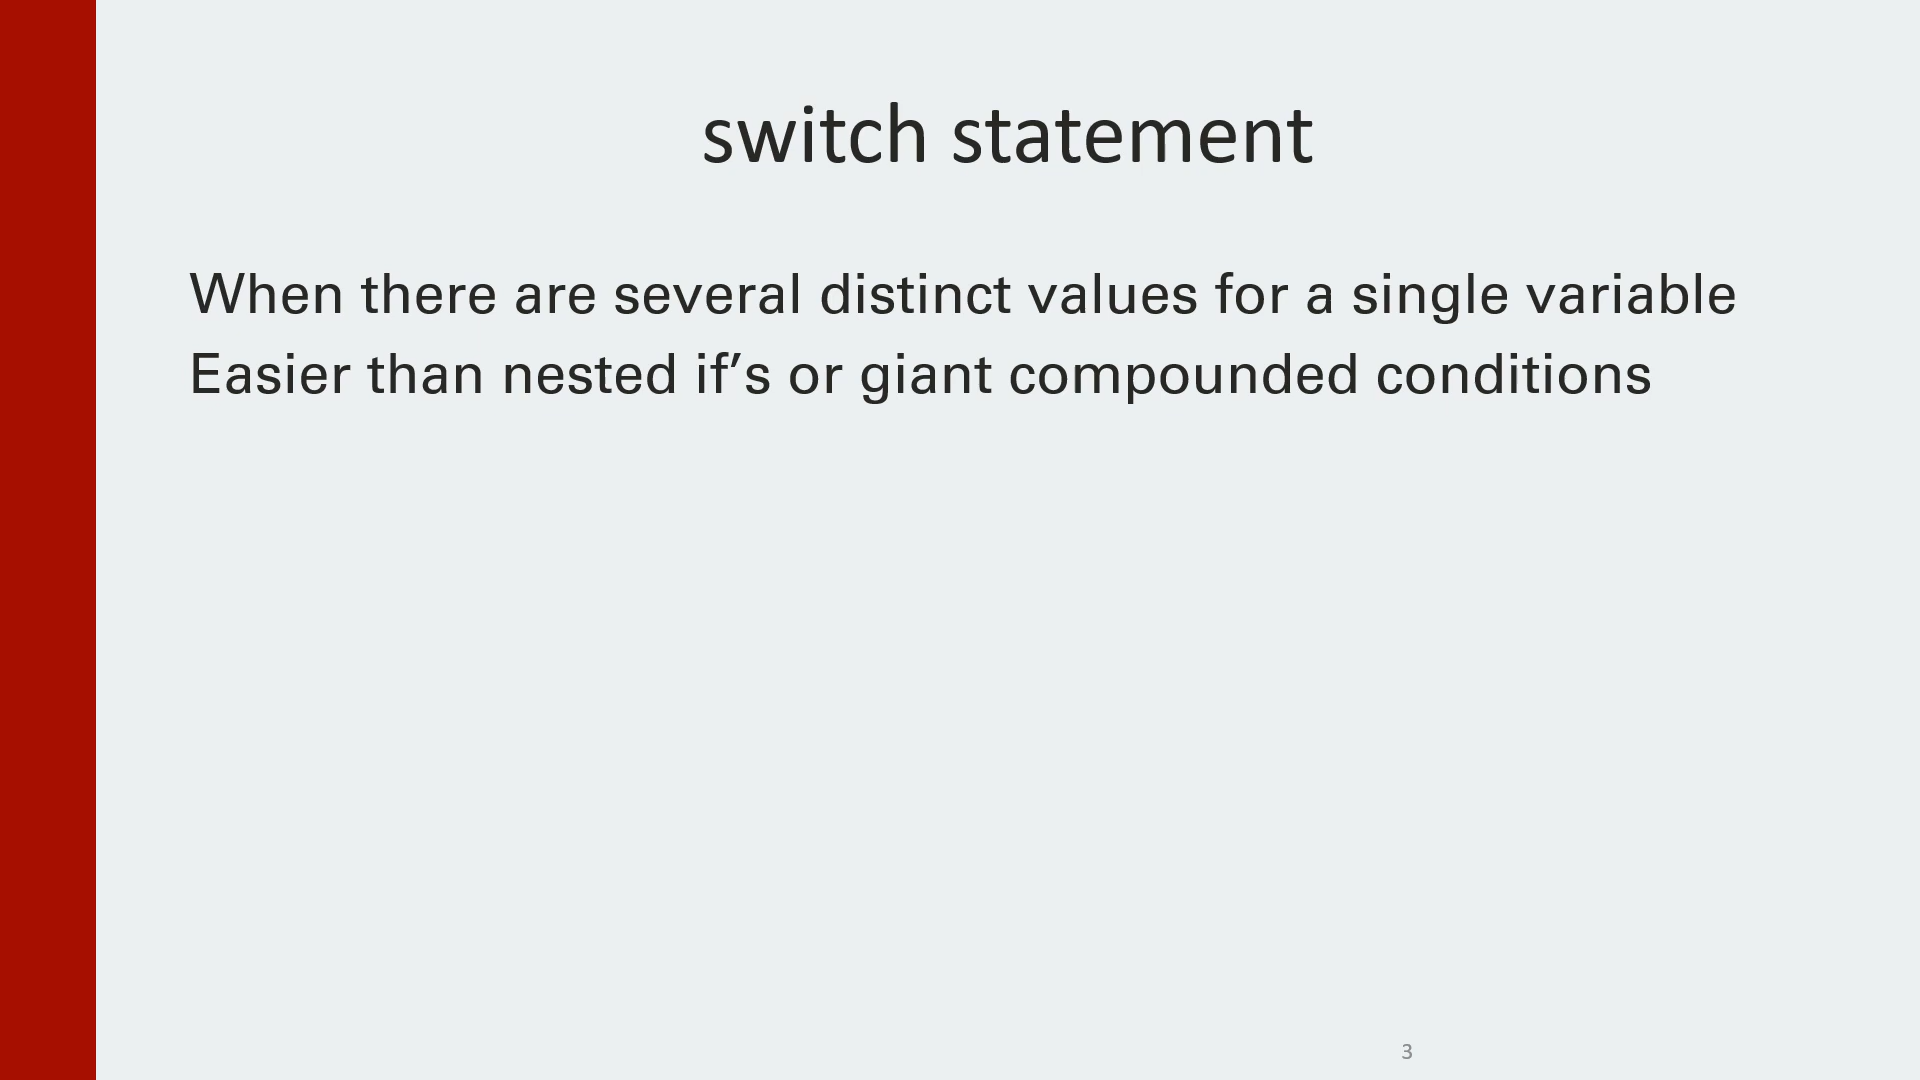 switch statement
When there are several distinct values for a single variable
Easier than nested if’s or giant compounded conditions
3